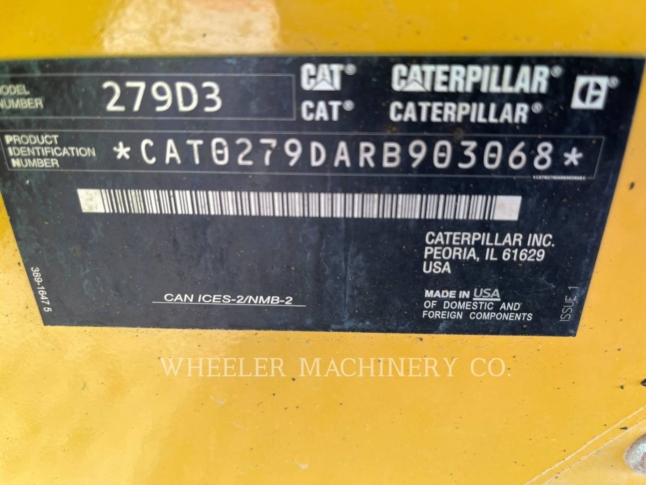 MODEL NUMBER 279D3
CAT® CATERPILLAR®
CAT® CATERPILLAR®
PRODUCT IDENTIFICATION NUMBER *CAT0279DARB903068*
CATERPILLAR INC.
PEORIA, IL 61629
USA
CAN ICES-2/NMB-2
MADE IN USA
OF DOMESTIC AND
FOREIGN COMPONENTS
ISSUE 1
369-1647 5
WHEELER MACHINERY CO.